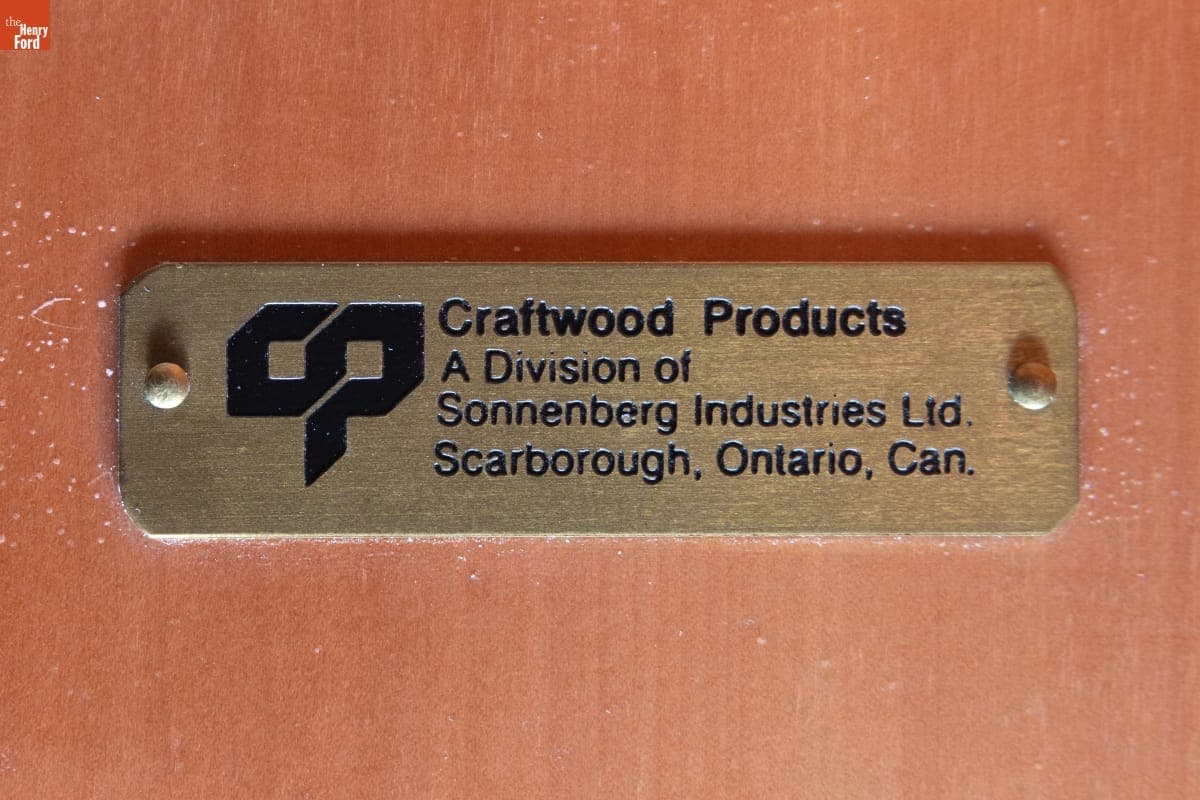 the
Henry
Ford
CP
Craftwood Products
A Division of
Sonnenberg Industries Ltd.
Scarborough, Ontario, Can.